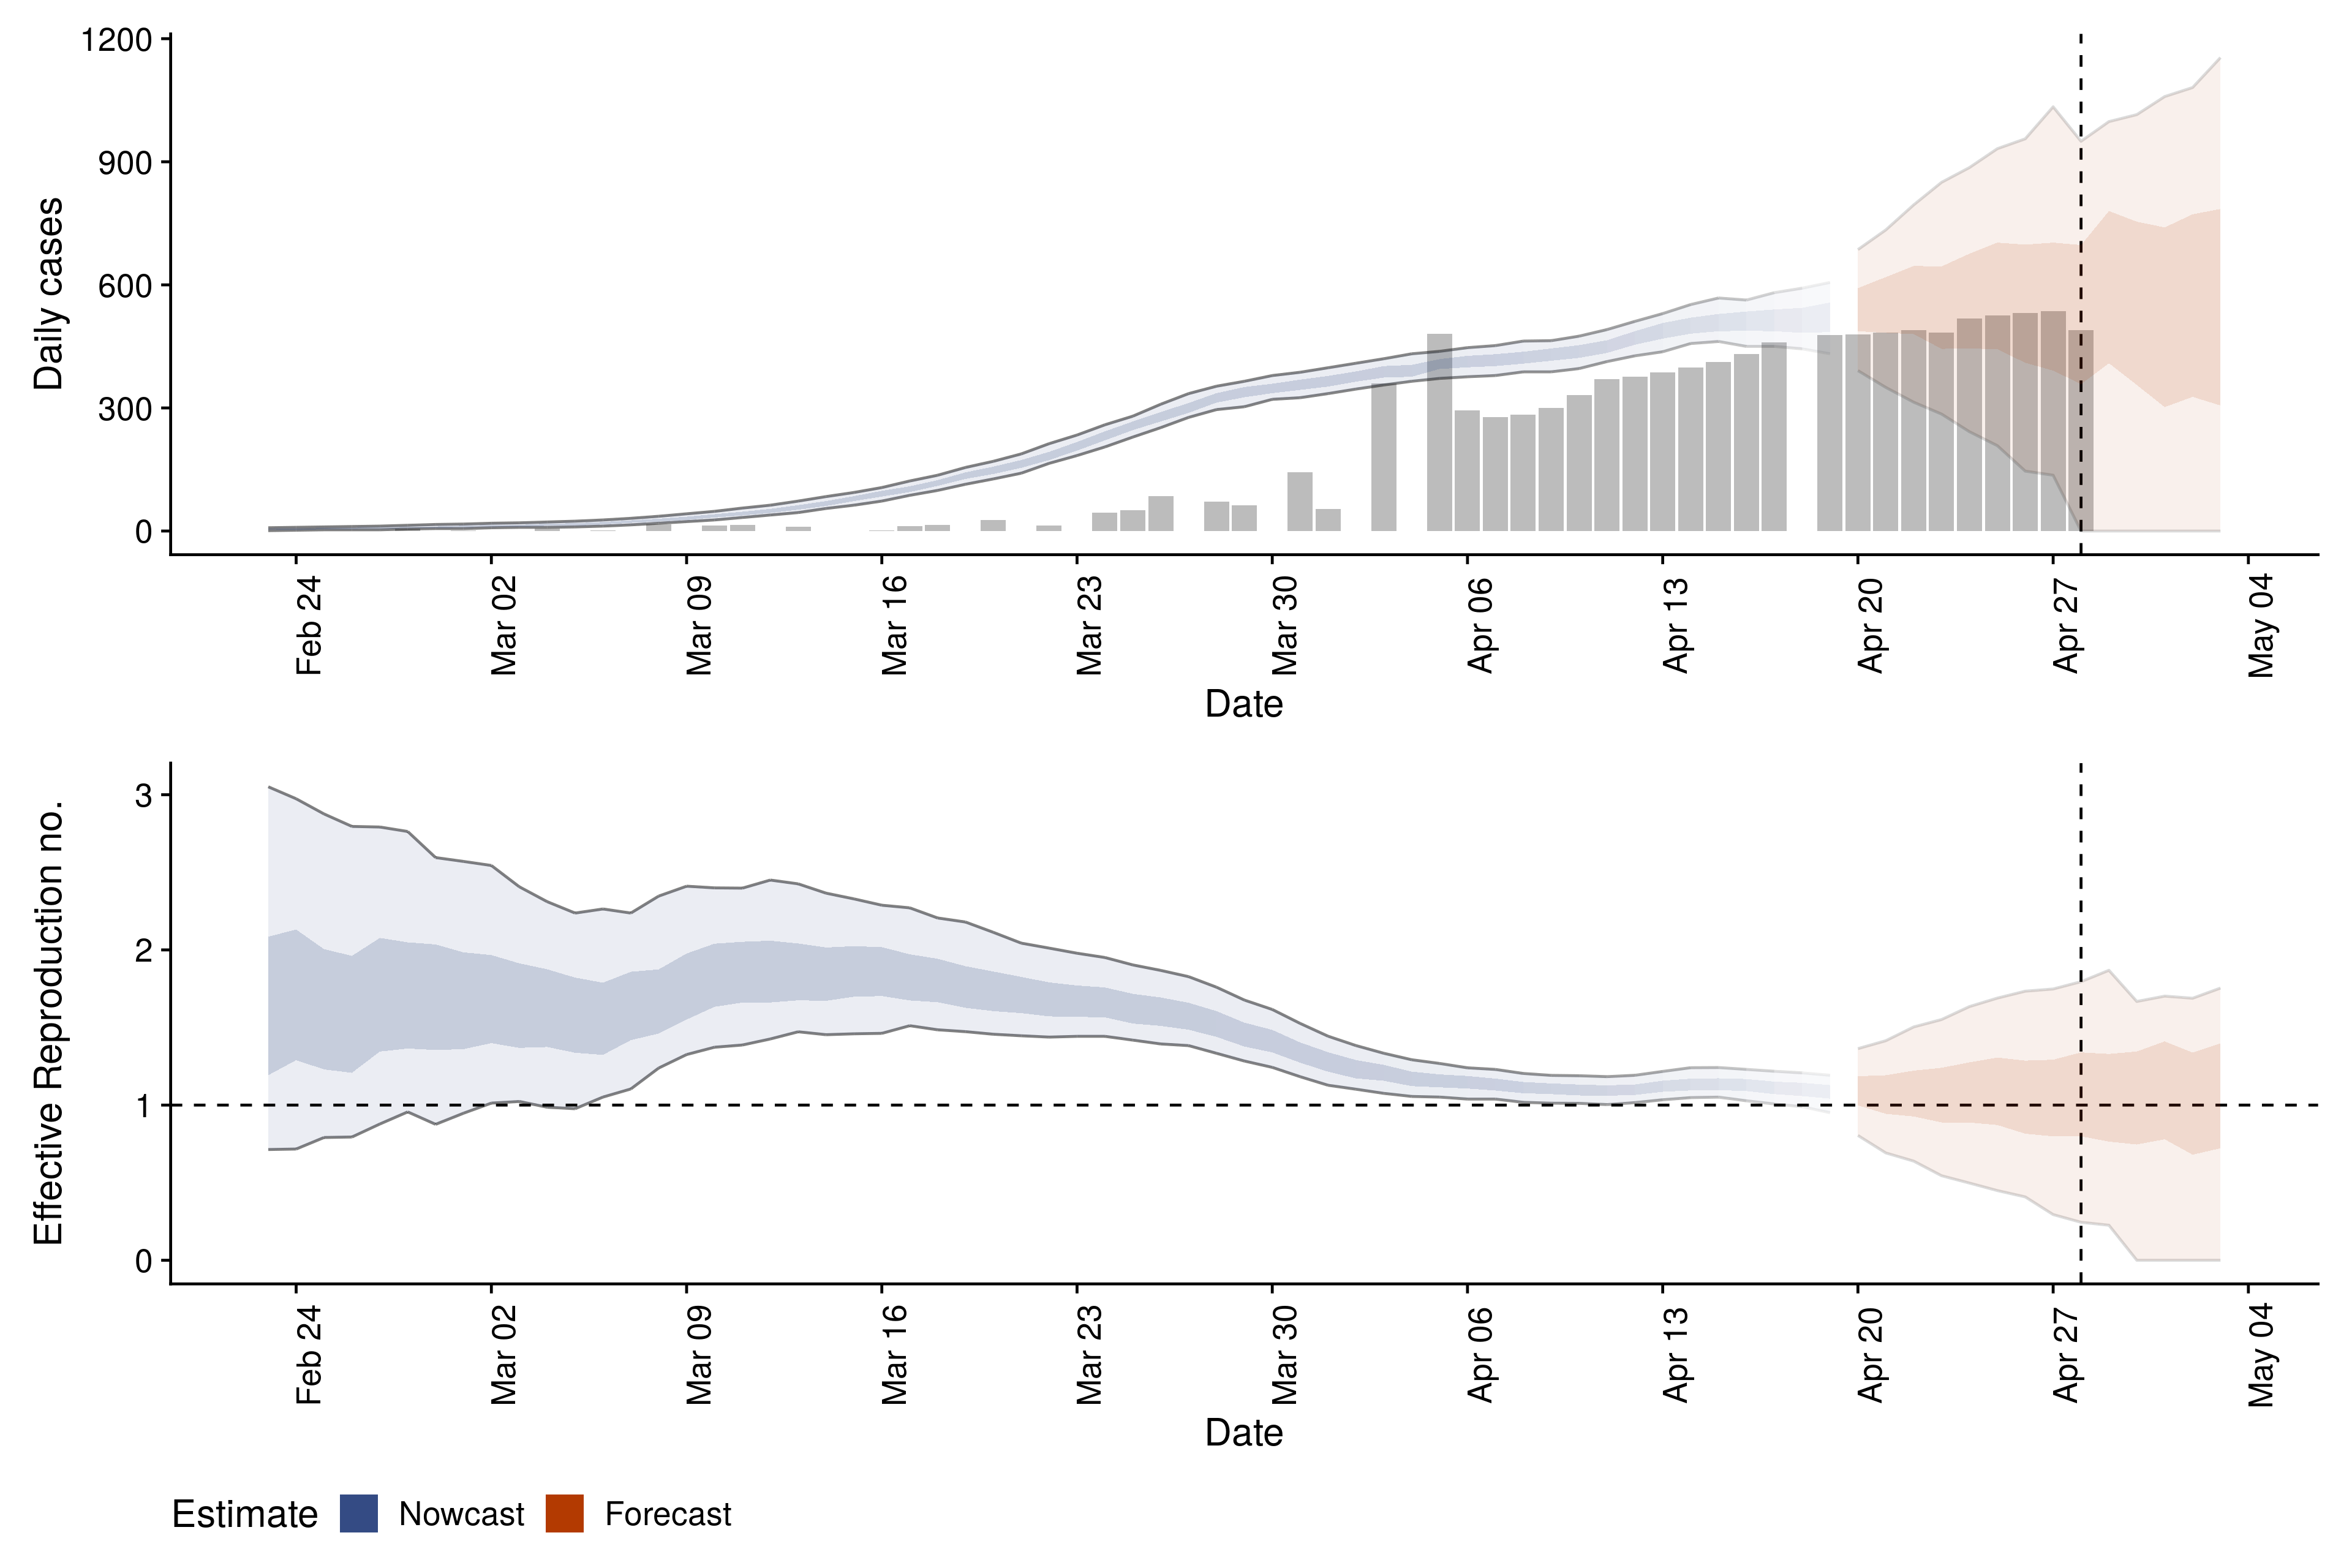 1200
900
600
300
0
Daily cases
Feb 24
Mar 02
Mar 09
Mar 16
Mar 23
Mar 30
Apr 06
Apr 13
Apr 20
Apr 27
May 04
Date
3
2
1
0
Effective Reproduction no.
Feb 24
Mar 02
Mar 09
Mar 16
Mar 23
Mar 30
Apr 06
Apr 13
Apr 20
Apr 27
May 04
Date
Estimate Nowcast Forecast